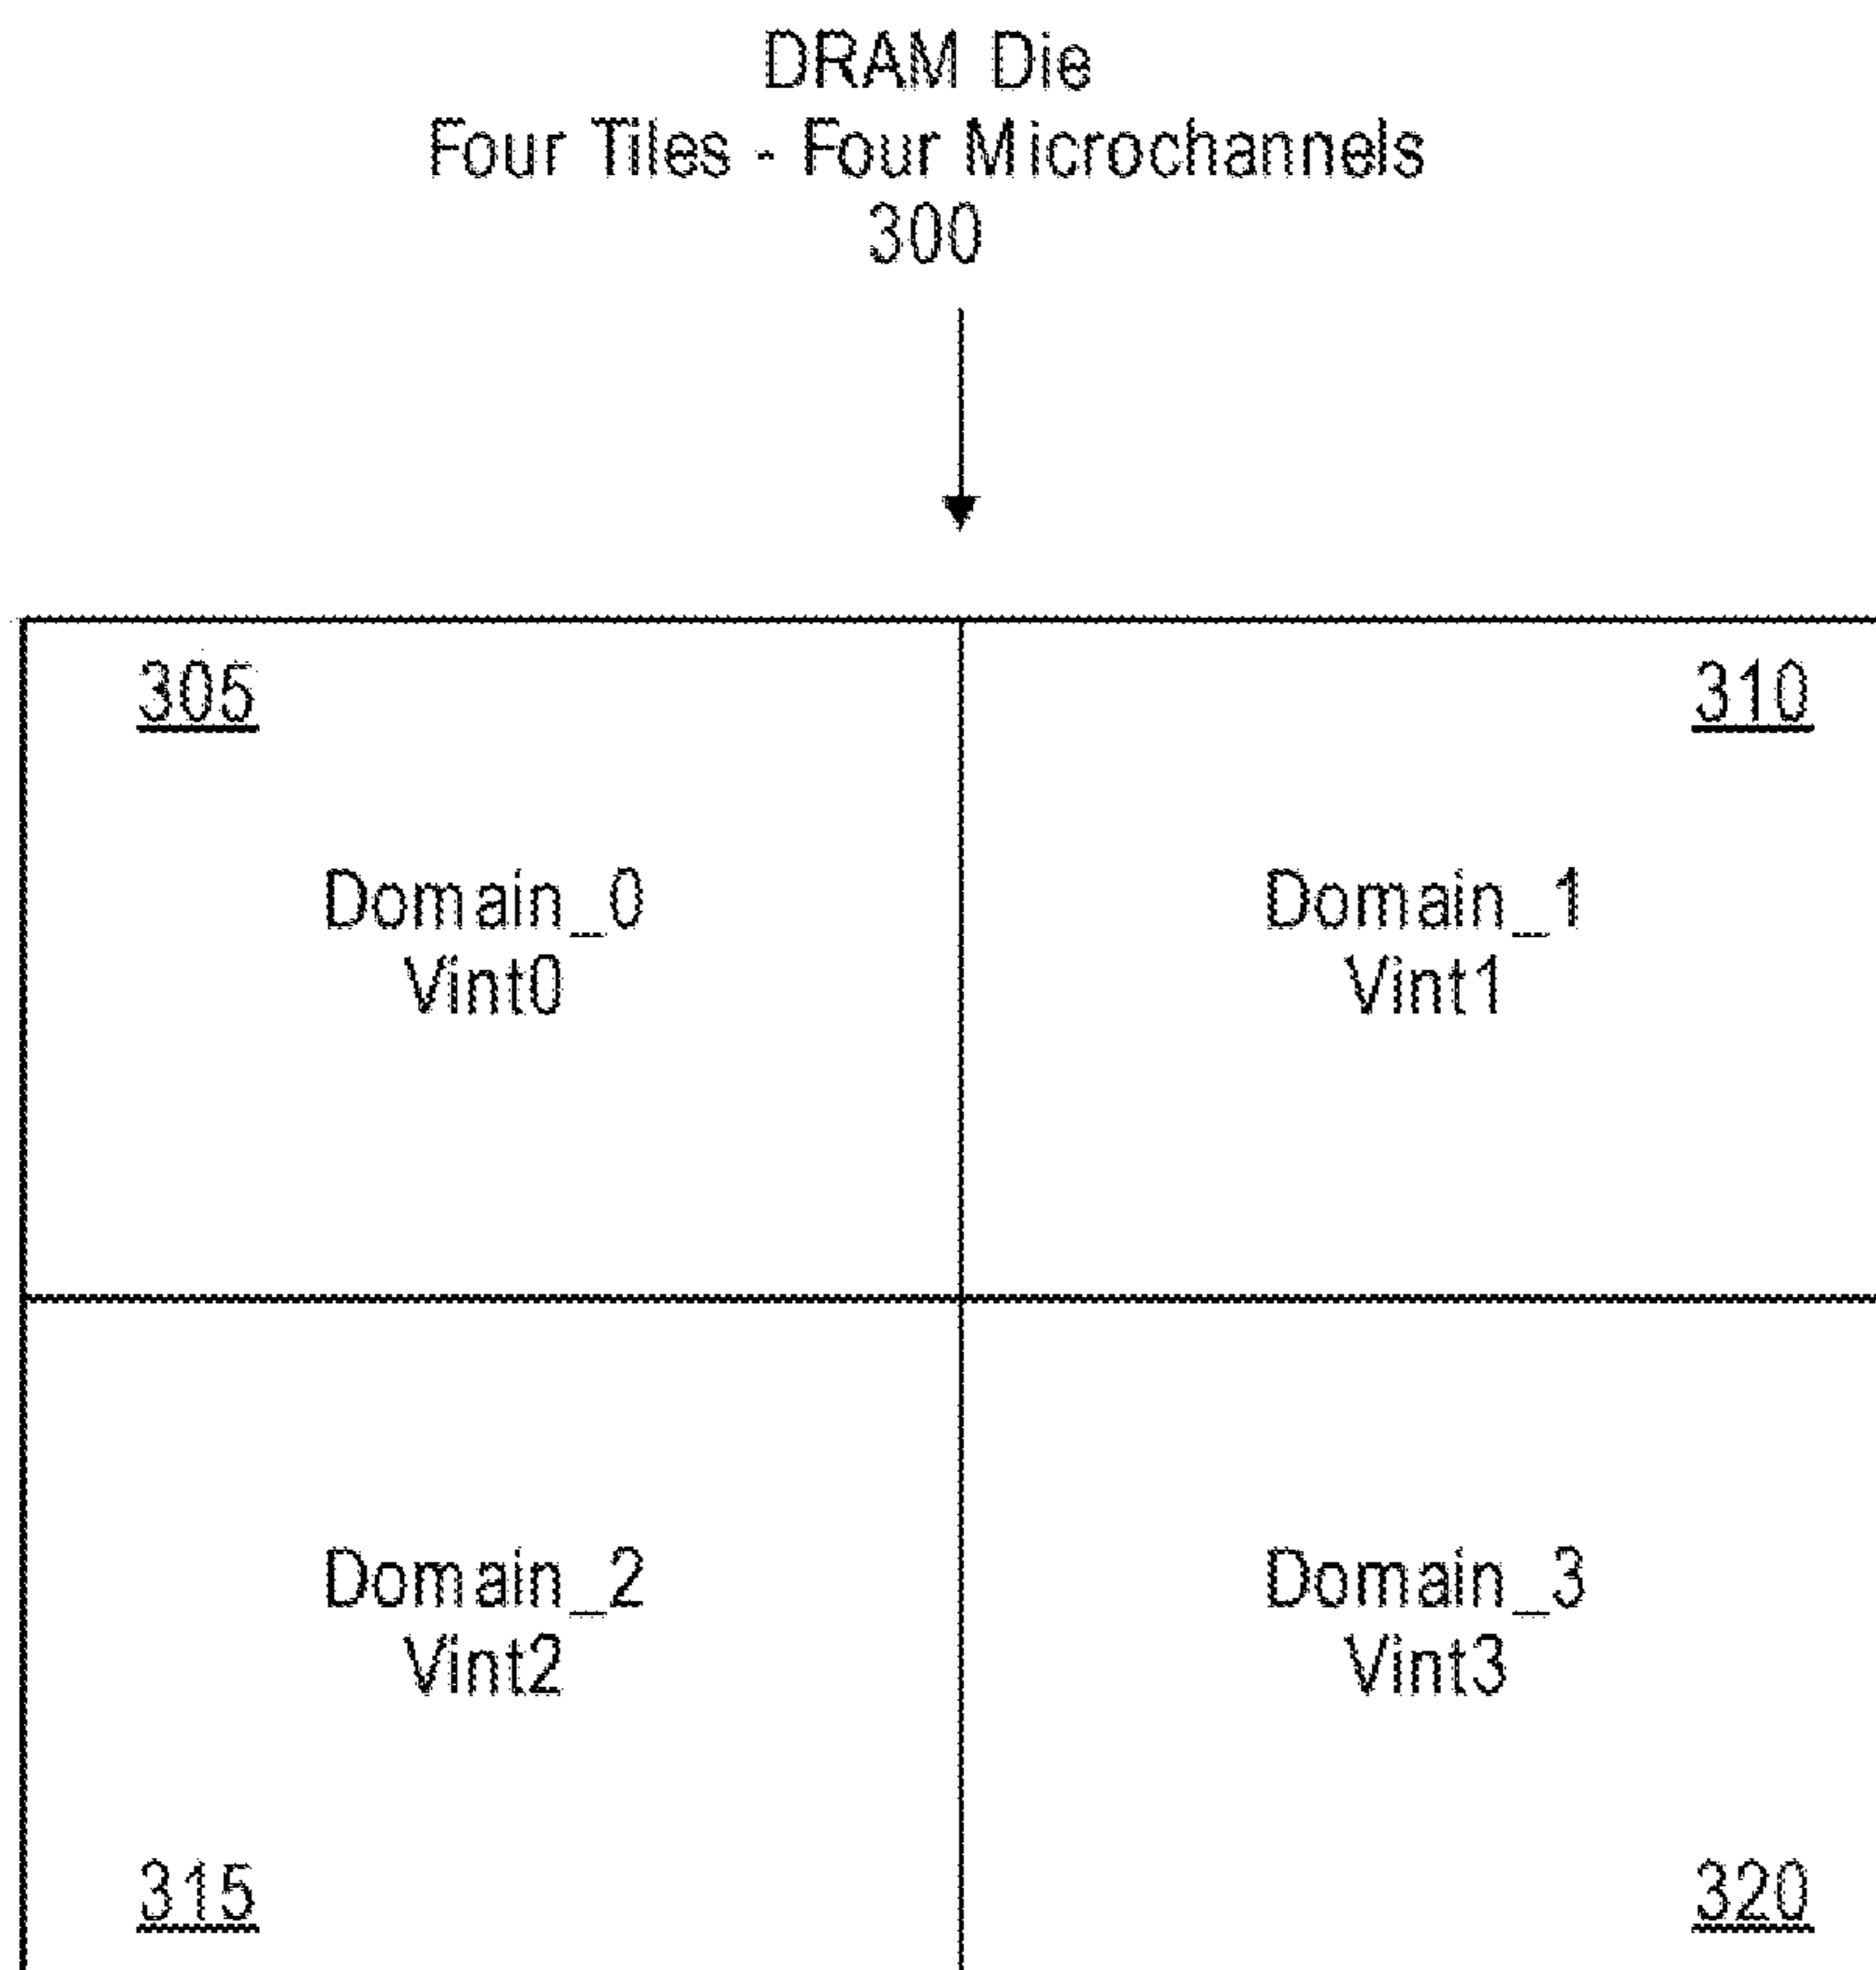 DRAM Die
Four Tiles - Four Microchannels
300
305
310
Domain_0
Vint0
Domain_1
Vint1
Domain_2
Vint2
Domain_3
Vint3
315
320